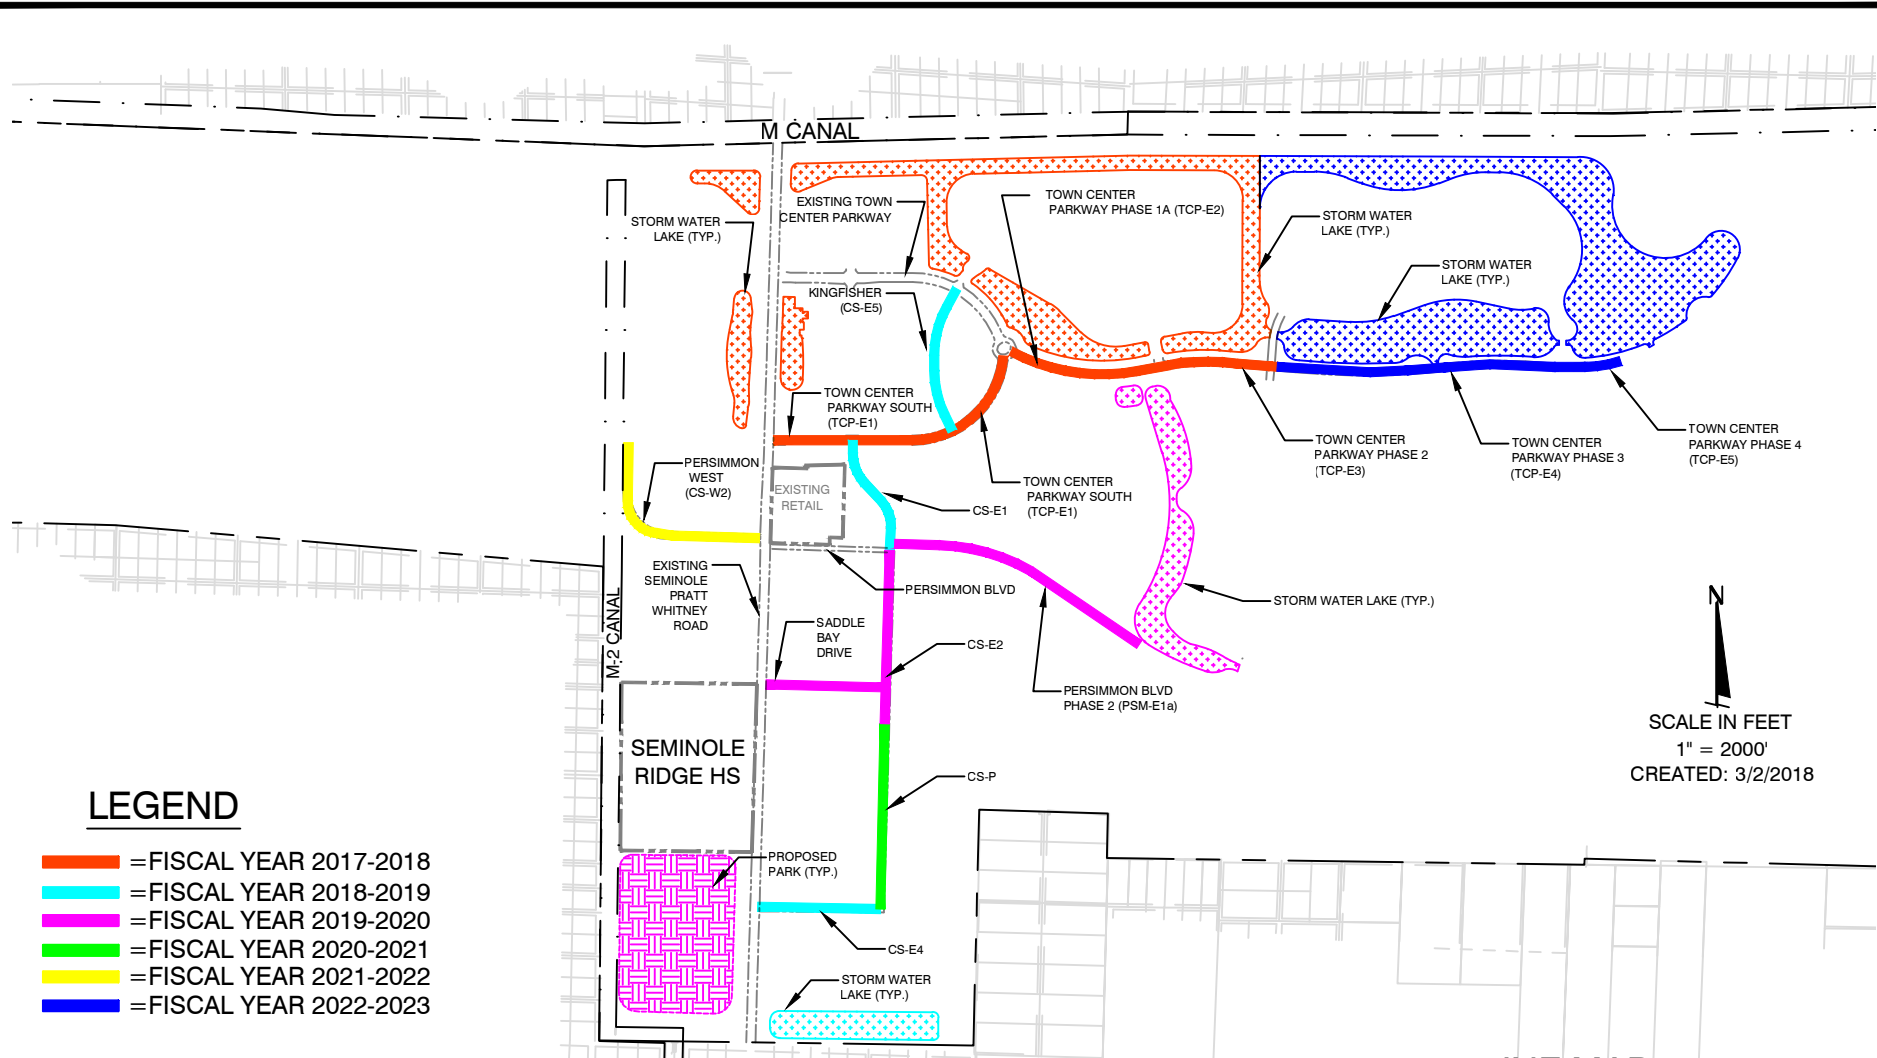 M CANAL
STORM WATER
LAKE (TYP.)
EXISTING TOWN
CENTER PARKWAY
TOWN CENTER
PARKWAY PHASE 1A (TCP-E2)
STORM WATER
LAKE (TYP.)
STORM WATER
LAKE (TYP.)
KINGFISHER
(CS-E5)
TOWN CENTER
PARKWAY SOUTH
(TCP-E1)
TOWN CENTER
PARKWAY PHASE 2
(TCP-E3)
TOWN CENTER
PARKWAY PHASE 3
(TCP-E4)
TOWN CENTER
PARKWAY PHASE 4
(TCP-E5)
PERSIMMON
WEST
(CS-W2)
EXISTING
RETAIL
CS-E1
TOWN CENTER
PARKWAY SOUTH
(TCP-E1)
EXISTING
SEMINOLE
PRATT
WHITNEY
ROAD
PERSIMMON BLVD
STORM WATER LAKE (TYP.)
M-2 CANAL
SADDLE
BAY
DRIVE
CS-E2
PERSIMMON BLVD
PHASE 2 (PSM-E1a)
N
SCALE IN FEET
1" = 2000'
CREATED: 3/2/2018
SEMINOLE
RIDGE HS
CS-P
PROPOSED
PARK (TYP.)
CS-E4
STORM WATER
LAKE (TYP.)
LEGEND
=FISCAL YEAR 2017-2018
=FISCAL YEAR 2018-2019
=FISCAL YEAR 2019-2020
=FISCAL YEAR 2020-2021
=FISCAL YEAR 2021-2022
=FISCAL YEAR 2022-2023